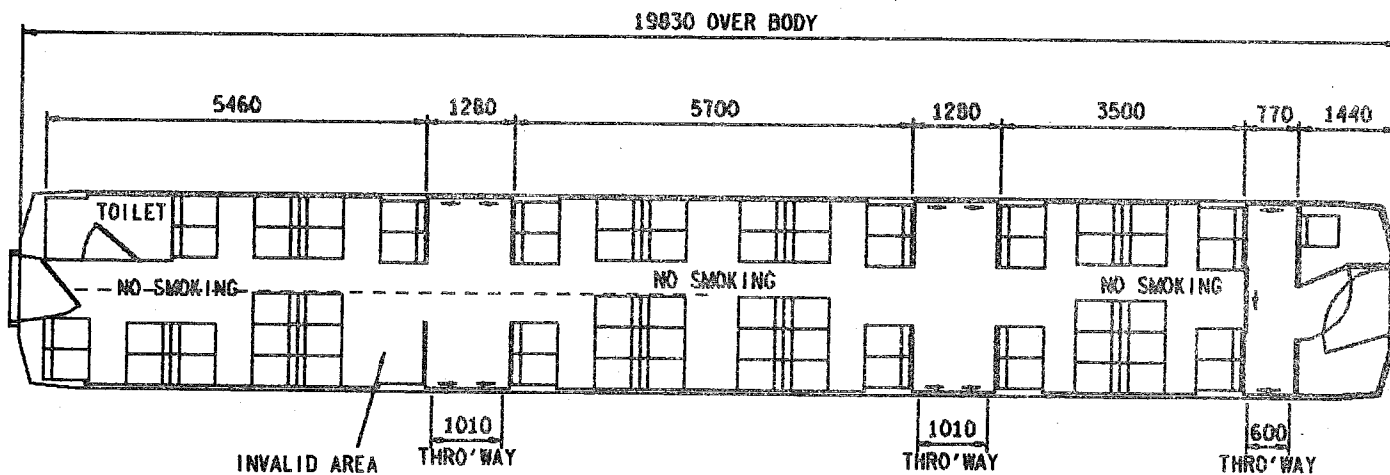 19830 OVER BODY
5460 1280 5700 1280 3500 770 1440
TOILET
NO SMOKING NO SMOKING NO SMOKING
1010 1010 600
INVALID AREA THRO'WAY THRO'WAY THRO'WAY